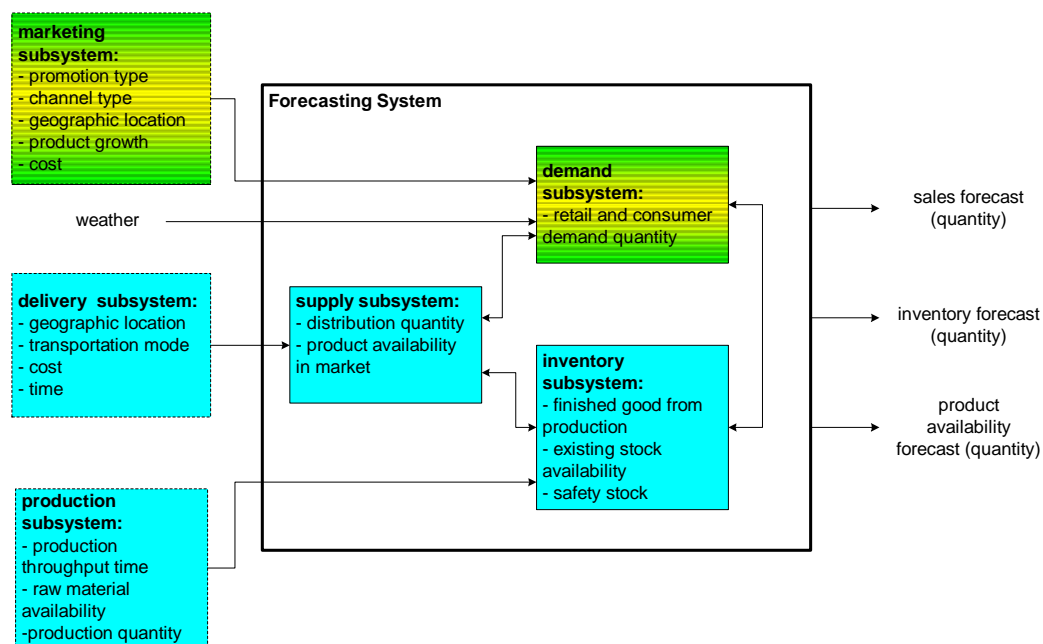 marketing
subsystem:
- promotion type
- channel type
- geographic location
- product growth
- cost
Forecasting System
demand
subsystem:
- retail and consumer
demand quantity
weather
sales forecast
(quantity)
delivery subsystem:
- geographic location
- transportation mode
- cost
- time
supply subsystem:
- distribution quantity
- product availability
in market
inventory forecast
(quantity)
inventory
subsystem:
- finished good from
production
- existing stock
availability
- safety stock
product
availability
forecast (quantity)
production
subsystem:
- production
throughput time
- raw material
availability
-production quantity